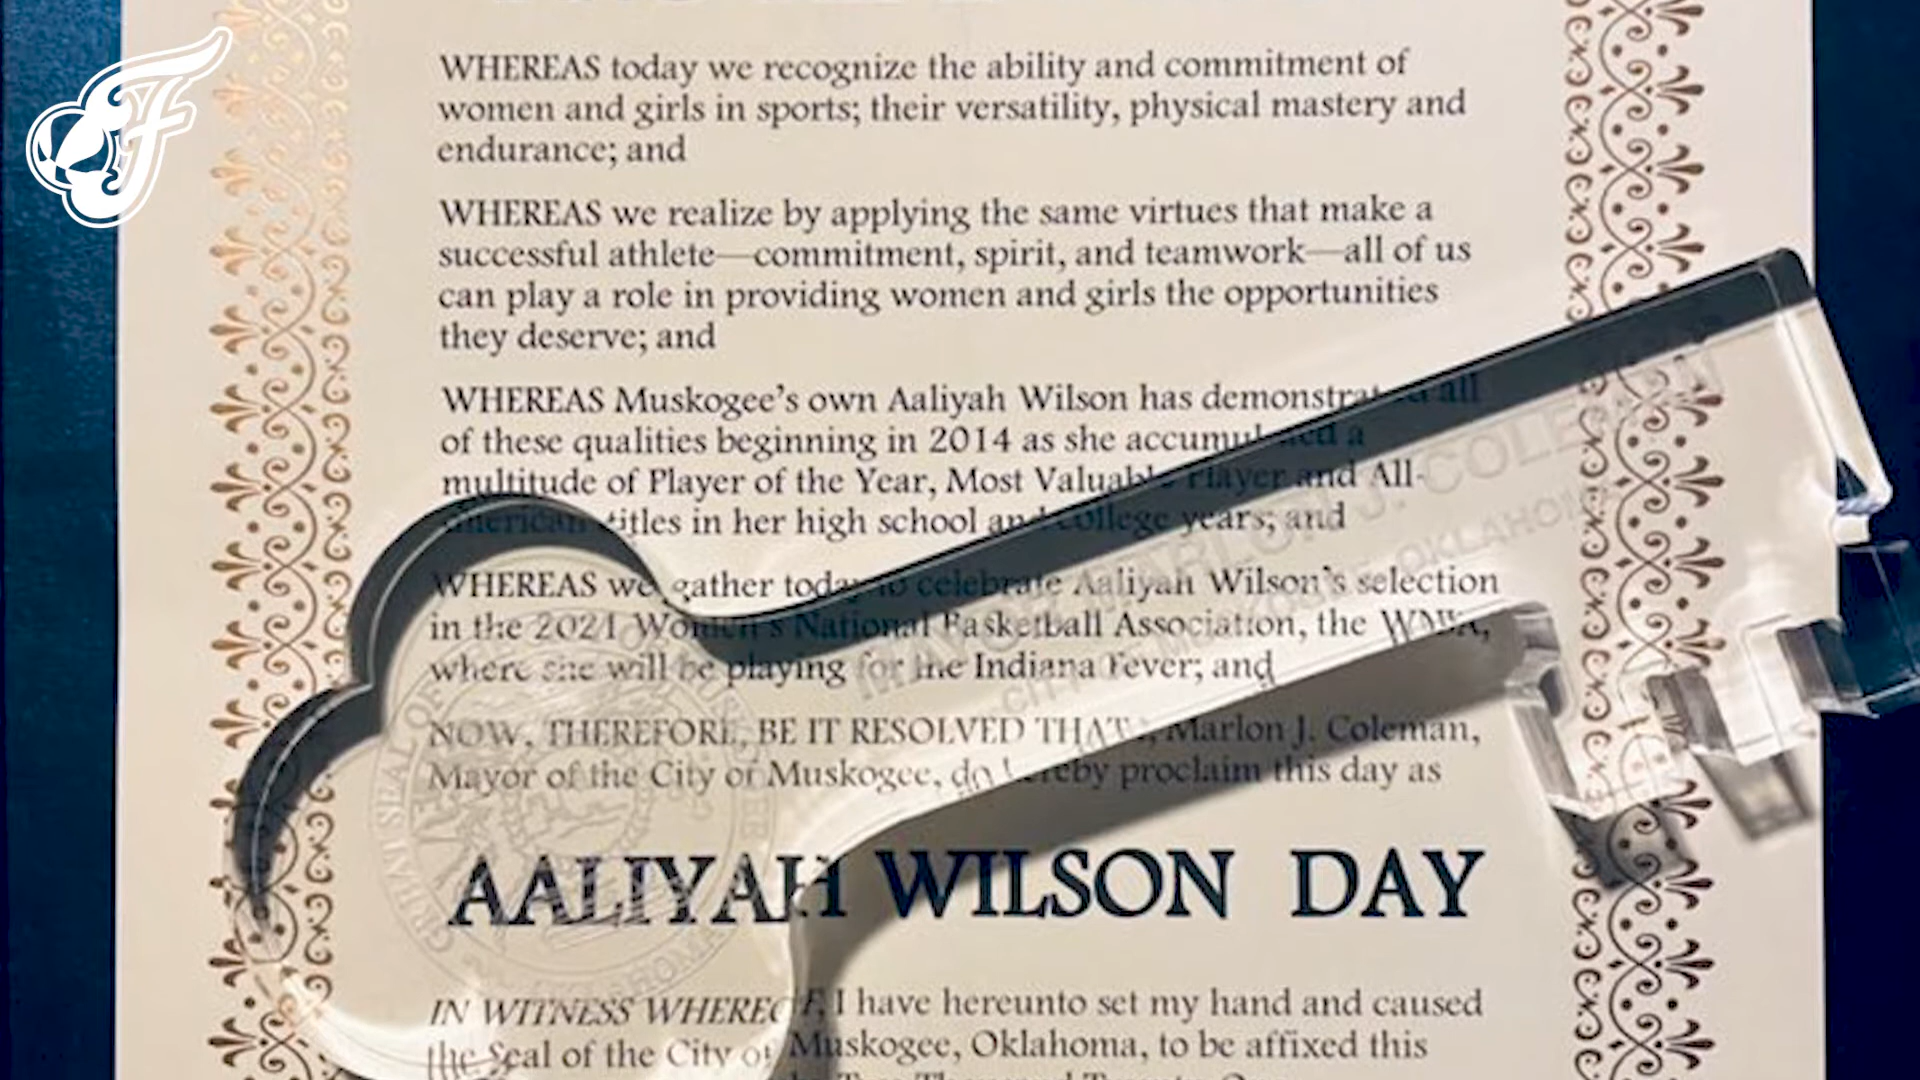 WHEREAS today we recognize the ability and commitment of
women and girls in sports; their versatility, physical mastery and
endurance; and
WHEREAS we realize by applying the same virtues that make a
successful athlete—commitment, spirit, and teamwork—all of us
can play a role in providing women and girls the opportunities
they deserve; and
WHEREAS Muskogee's own Aaliyah Wilson has demonstrated all
of these qualities beginning in 2014 as she accumulated a
multitude of Player of the Year, Most Valuable Player and All-
American titles in her high school and college years; and
WHEREAS we gather today to celebrate Aaliyah Wilson's selection
in the 2021 Women's National Basketball Association, the WNBA,
where she will be playing for the Indiana Fever; and
NOW, THEREFORE, BE IT RESOLVED THAT I, Marlon J. Coleman,
Mayor of the City of Muskogee, do hereby proclaim this day as
AALIYAH WILSON DAY
IN WITNESS WHEREOF, I have hereunto set my hand and caused
the Seal of the City of Muskogee, Oklahoma, to be affixed this
MAYOR MARLON J. COLEMAN
CITY OF MUSKOGEE, OKLAHOMA